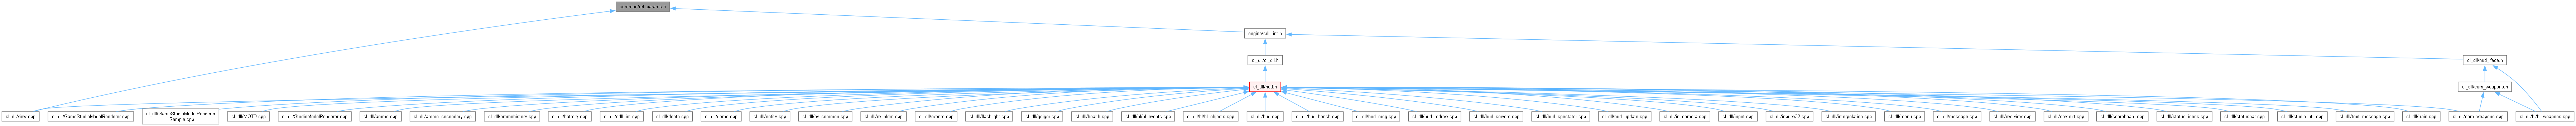 common/ref_params.h
engine/cdll_int.h
cl_dll/cl_dll.h
cl_dll/hud_iface.h
cl_dll/hud.h
cl_dll/com_weapons.h
cl_dll/view.cpp
cl_dll/GameStudioModelRenderer.cpp
cl_dll/GameStudioModelRenderer
_Sample.cpp
cl_dll/MOTD.cpp
cl_dll/StudioModelRenderer.cpp
cl_dll/ammo.cpp
cl_dll/ammo_secondary.cpp
cl_dll/ammohistory.cpp
cl_dll/battery.cpp
cl_dll/cdll_int.cpp
cl_dll/death.cpp
cl_dll/demo.cpp
cl_dll/entity.cpp
cl_dll/ev_common.cpp
cl_dll/ev_hldm.cpp
cl_dll/events.cpp
cl_dll/flashlight.cpp
cl_dll/geiger.cpp
cl_dll/health.cpp
cl_dll/hl/hl_events.cpp
cl_dll/hl/hl_objects.cpp
cl_dll/hud.cpp
cl_dll/hud_bench.cpp
cl_dll/hud_msg.cpp
cl_dll/hud_redraw.cpp
cl_dll/hud_servers.cpp
cl_dll/hud_spectator.cpp
cl_dll/hud_update.cpp
cl_dll/in_camera.cpp
cl_dll/input.cpp
cl_dll/inputw32.cpp
cl_dll/interpolation.cpp
cl_dll/menu.cpp
cl_dll/message.cpp
cl_dll/overview.cpp
cl_dll/saytext.cpp
cl_dll/scoreboard.cpp
cl_dll/status_icons.cpp
cl_dll/statusbar.cpp
cl_dll/studio_util.cpp
cl_dll/text_message.cpp
cl_dll/train.cpp
cl_dll/com_weapons.cpp
cl_dll/hl/hl_weapons.cpp